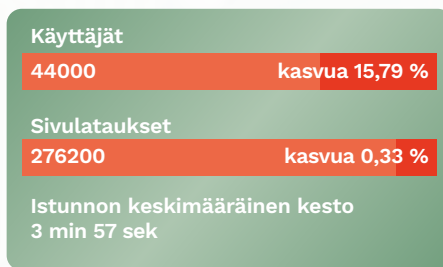 Käyttäjät
44000 kasvua 15,79 %
Sivulataukset
276200 kasvua 0,33 %
Istunnon keskimääräinen kesto
3 min 57 sek